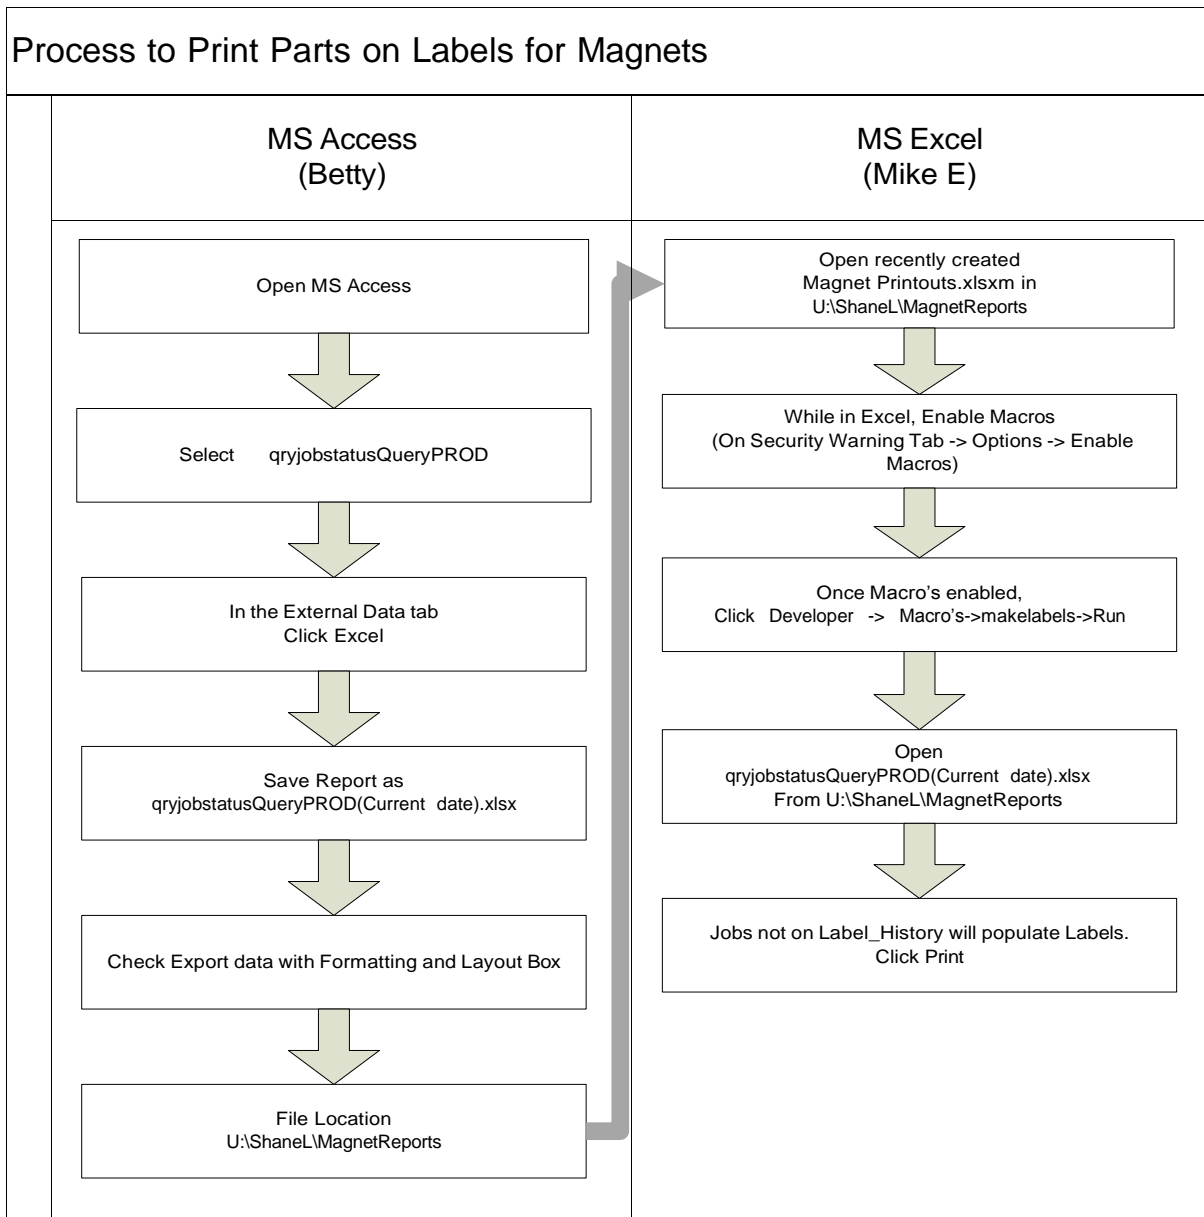 Process to Print Parts on Labels for Magnets
MS Access
(Betty)
Open MS Access
Select qryjobstatusQueryPROD
In the External Data tab
Click Excel
Save Report as
qryjobstatusQueryPROD(Current date).xlsx
Check Export data with Formatting and Layout Box
File Location
U:\ShaneL\MagnetReports
MS Excel
(Mike E)
Open recently created
Magnet Printouts.xlsxm in
U:\ShaneL\MagnetReports
While in Excel, Enable Macros
(On Security Warning Tab -> Options -> Enable
Macros)
Once Macro's enabled,
Click Developer -> Macro's->makelabels->Run
Open
qryjobstatusQueryPROD(Current date).xlsx
From U:\ShaneL\MagnetReports
Jobs not on Label_History will populate Labels.
Click Print